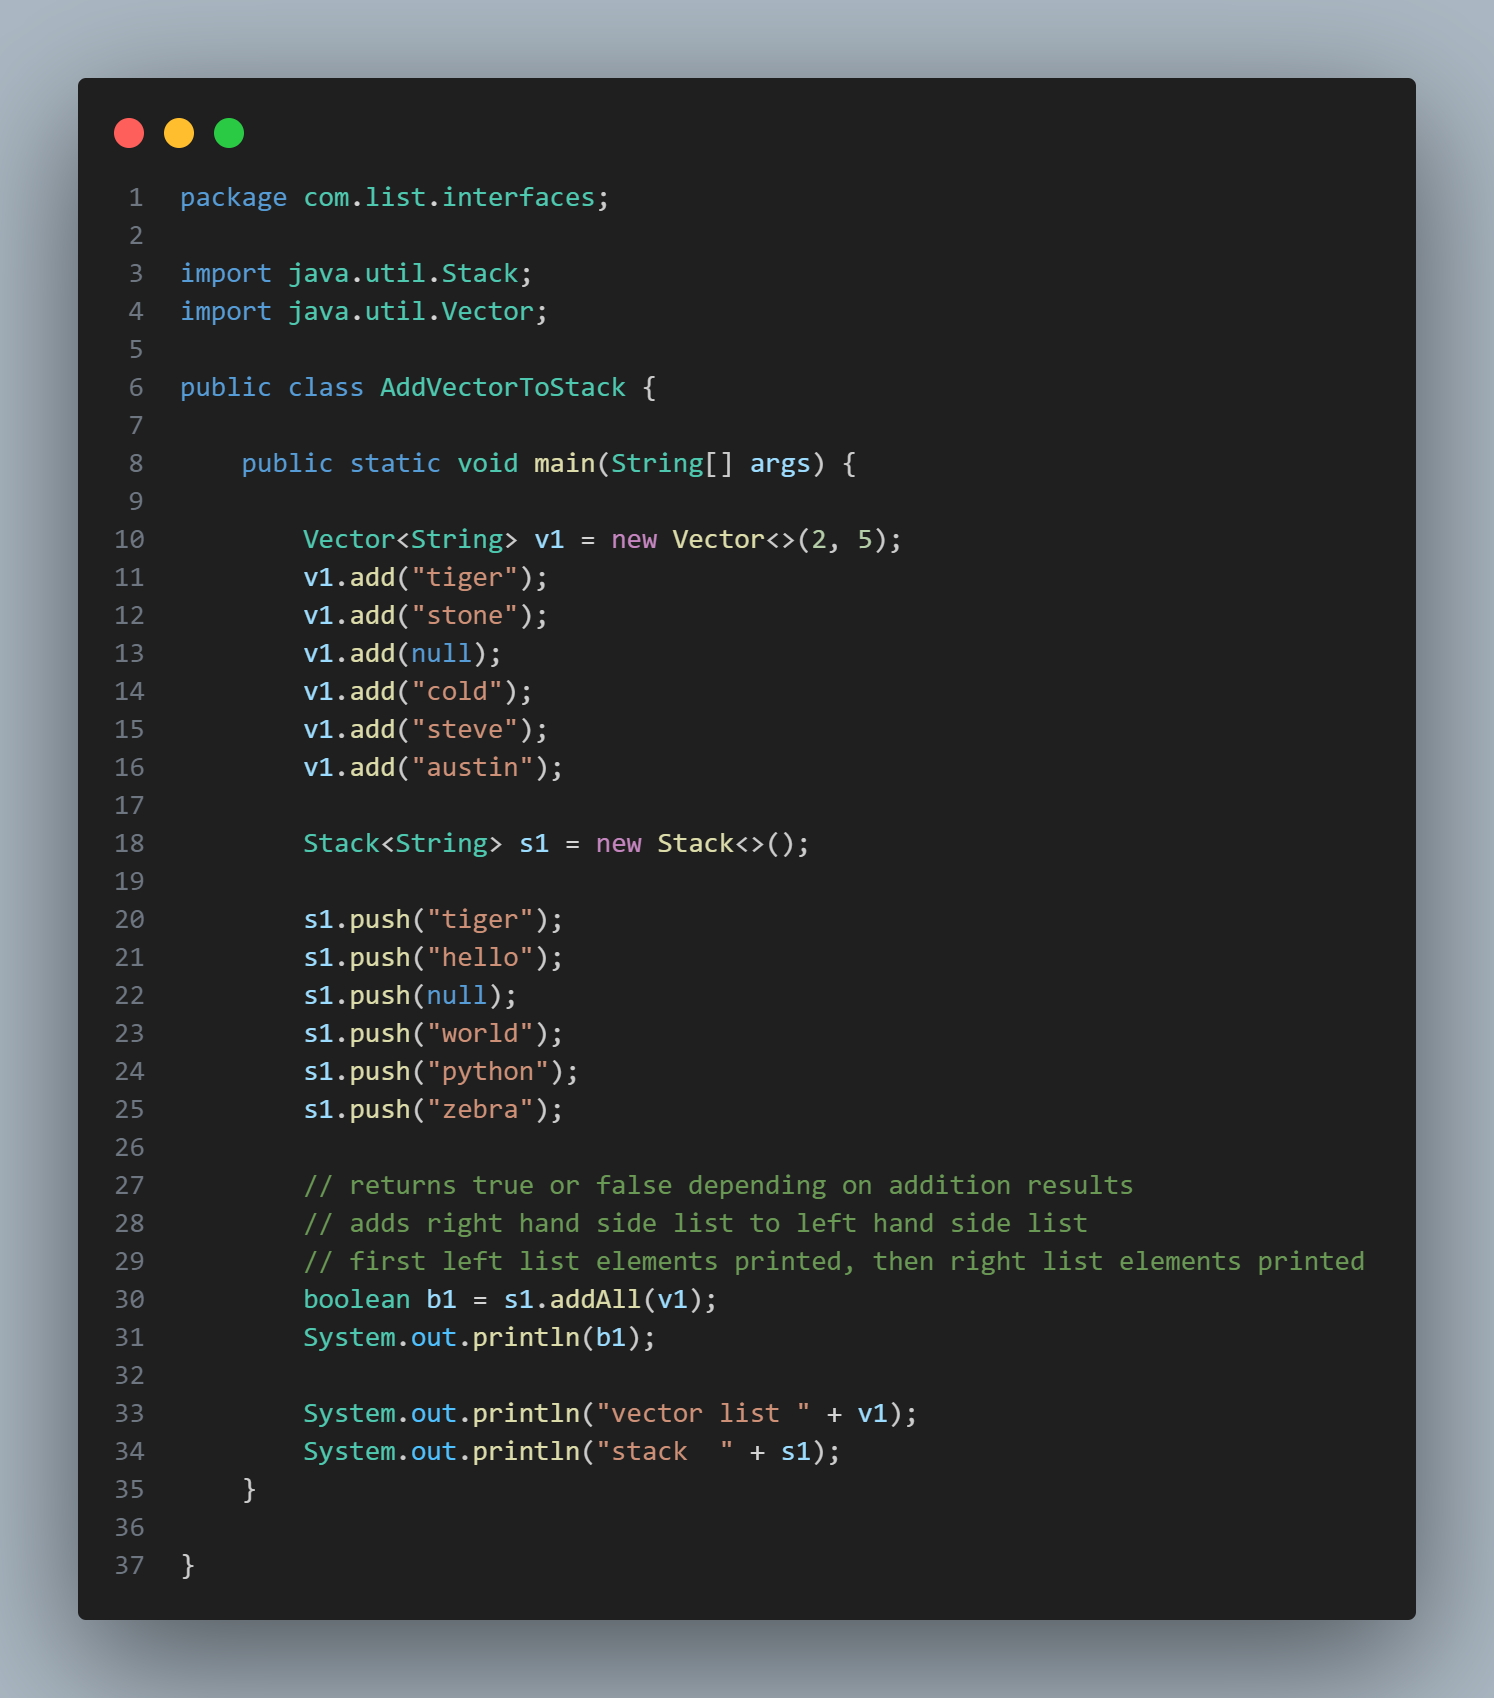 1 package com.list.interfaces;
2
3 import java.util.Stack;
4 import java.util.Vector;
5
6 public class AddVectorToStack {
7
8     public static void main(String[] args) {
9
10         Vector<String> v1 = new Vector<>(2, 5);
11         v1.add("tiger");
12         v1.add("stone");
13         v1.add(null);
14         v1.add("cold");
15         v1.add("steve");
16         v1.add("austin");
17
18         Stack<String> s1 = new Stack<>();
19
20         s1.push("tiger");
21         s1.push("hello");
22         s1.push(null);
23         s1.push("world");
24         s1.push("python");
25         s1.push("zebra");
26
27         // returns true or false depending on addition results
28         // adds right hand side list to left hand side list
29         // first left list elements printed, then right list elements printed
30         boolean b1 = s1.addAll(v1);
31         System.out.println(b1);
32
33         System.out.println("vector list " + v1);
34         System.out.println("stack  " + s1);
35     }
36
37 }